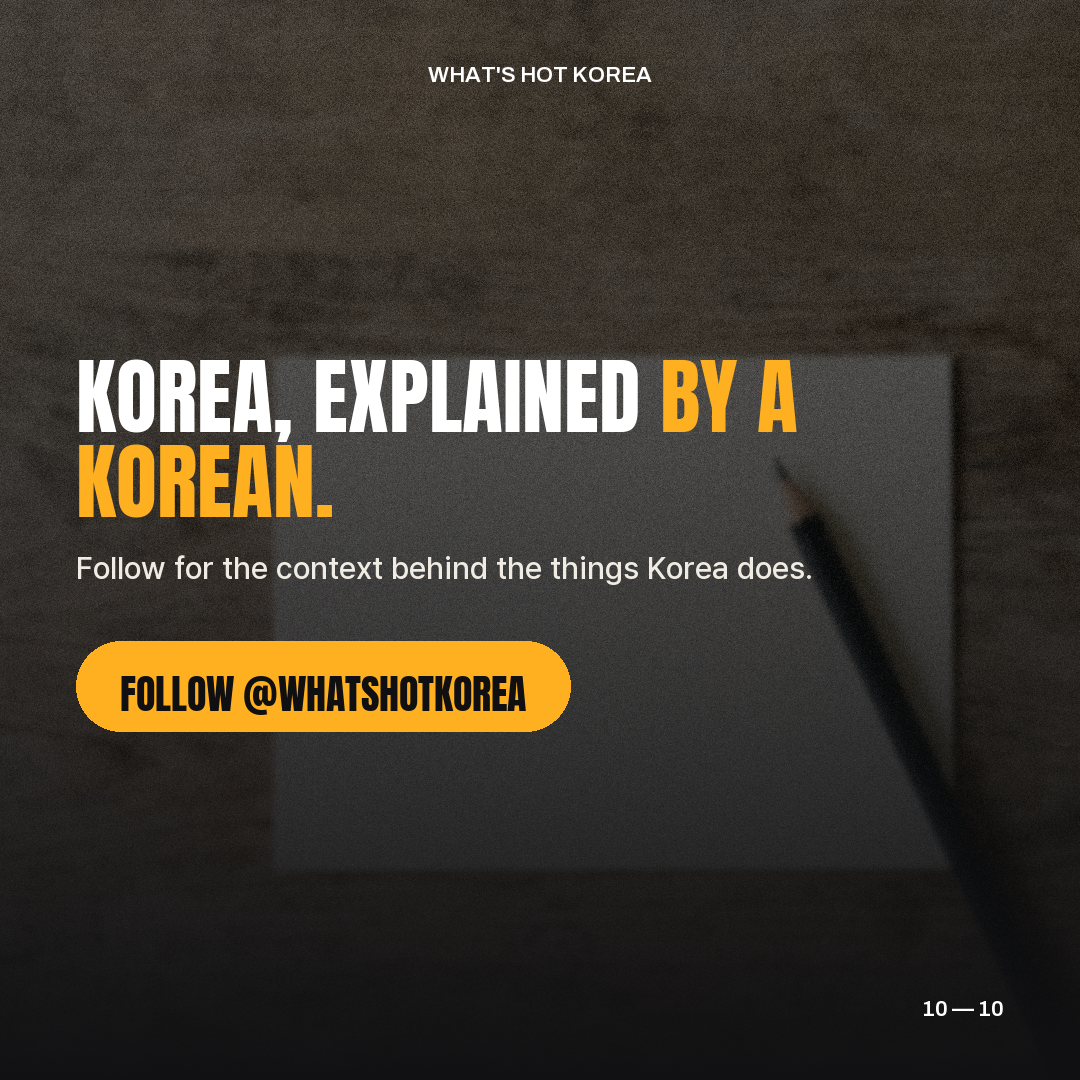 WHAT'S HOT KOREA
KOREA, EXPLAINED BY A
KOREAN.
Follow for the context behind the things Korea does.
FOLLOW @WHATSHOTKOREA
10 — 10